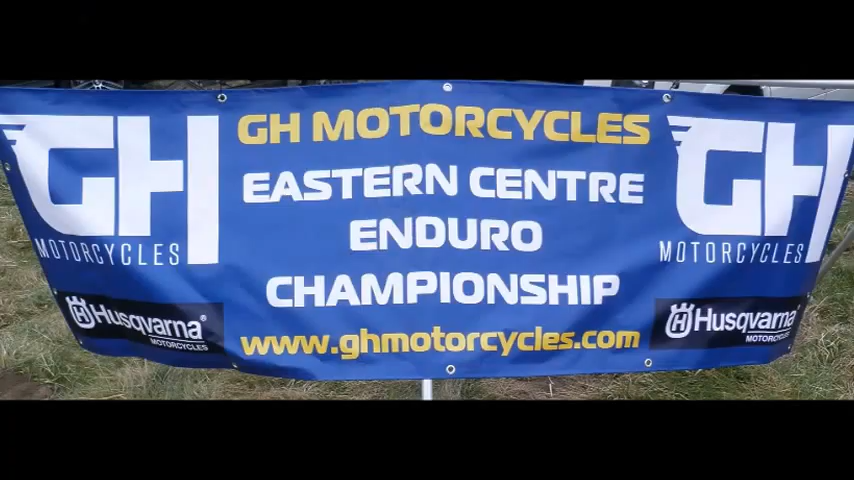 GH MOTORCYCLES
EASTERN CENTRE
ENDURO
CHAMPIONSHIP
www.ghmotorcycles.com
GH
MOTORCYCLES
Husqvarna®
MOTORCYCLES
GH
MOTORCYCLES
Husqvarna®
MOTORCYCLES